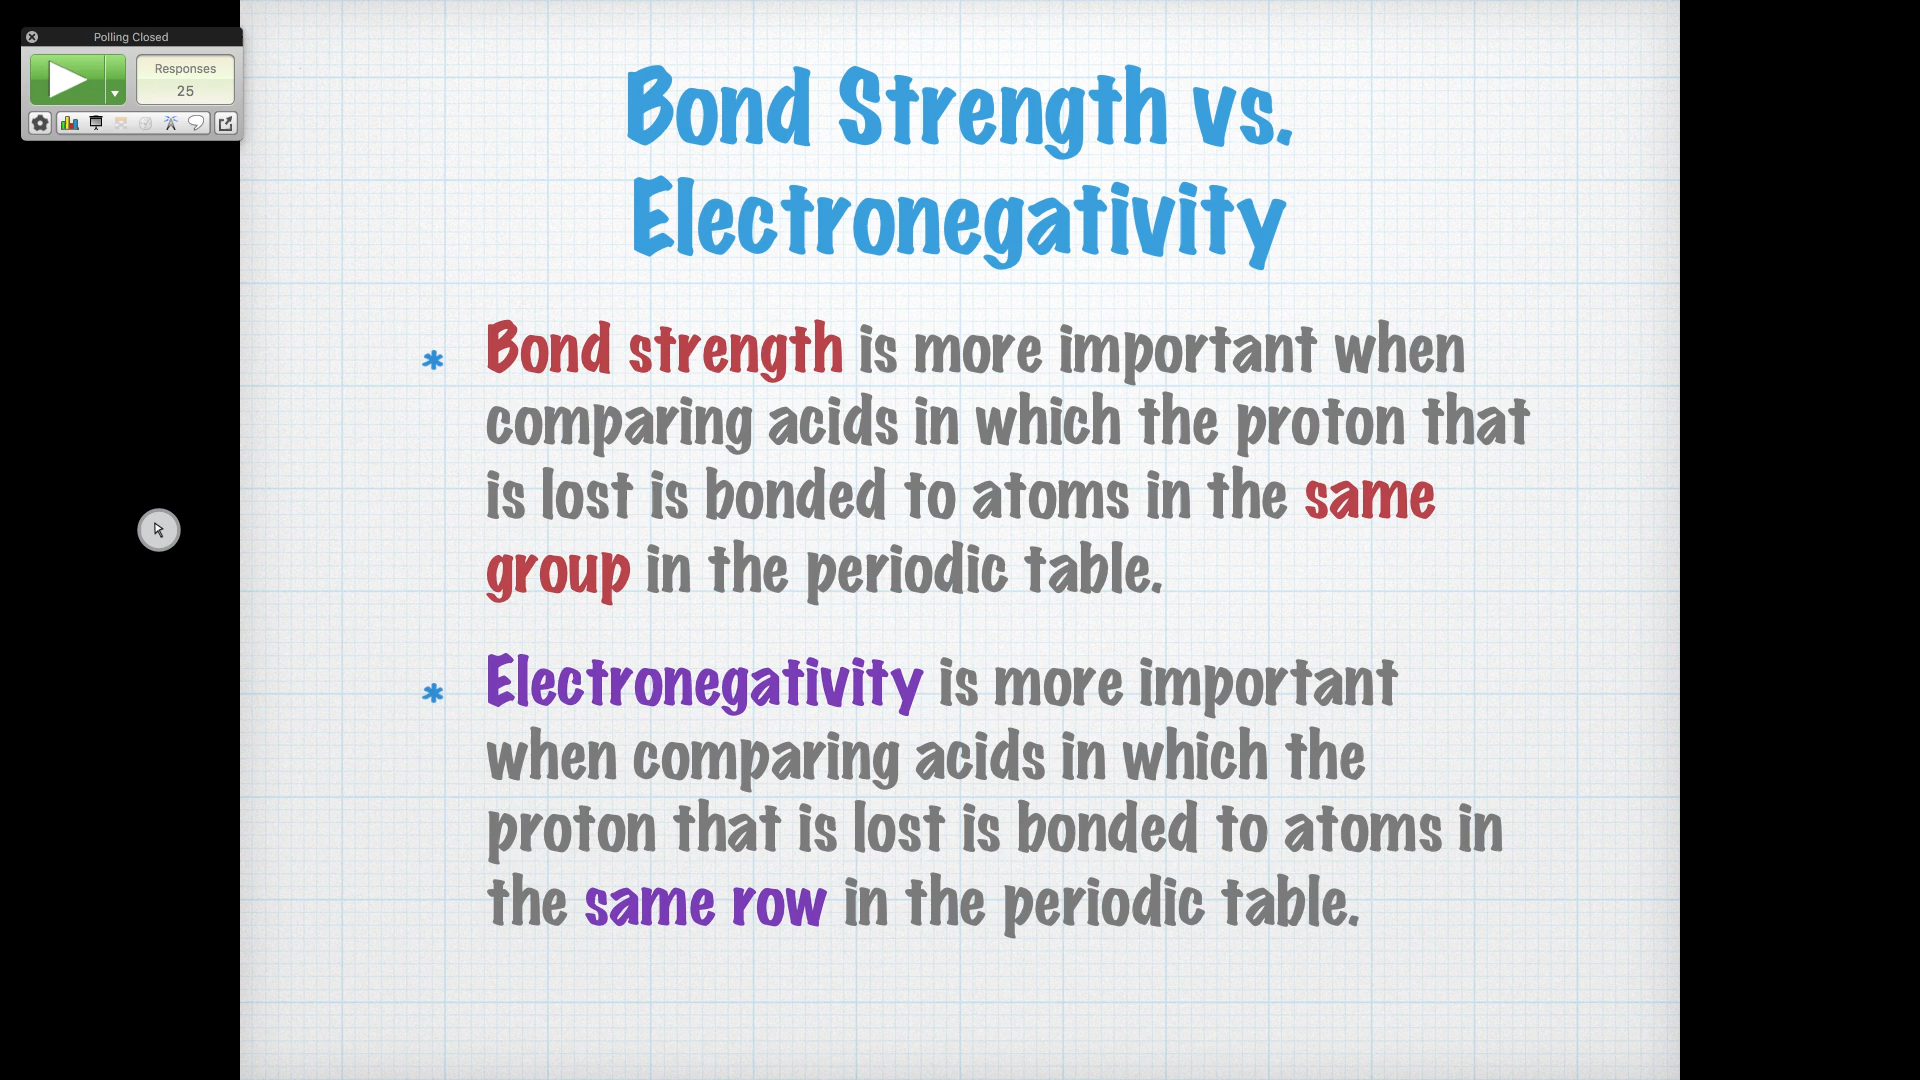 Polling Closed
Responses
25
Bond Strength vs.
Electronegativity
* Bond strength is more important when
comparing acids in which the proton that
is lost is bonded to atoms in the same
group in the periodic table.
* Electronegativity is more important
when comparing acids in which the
proton that is lost is bonded to atoms in
the same row in the periodic table.